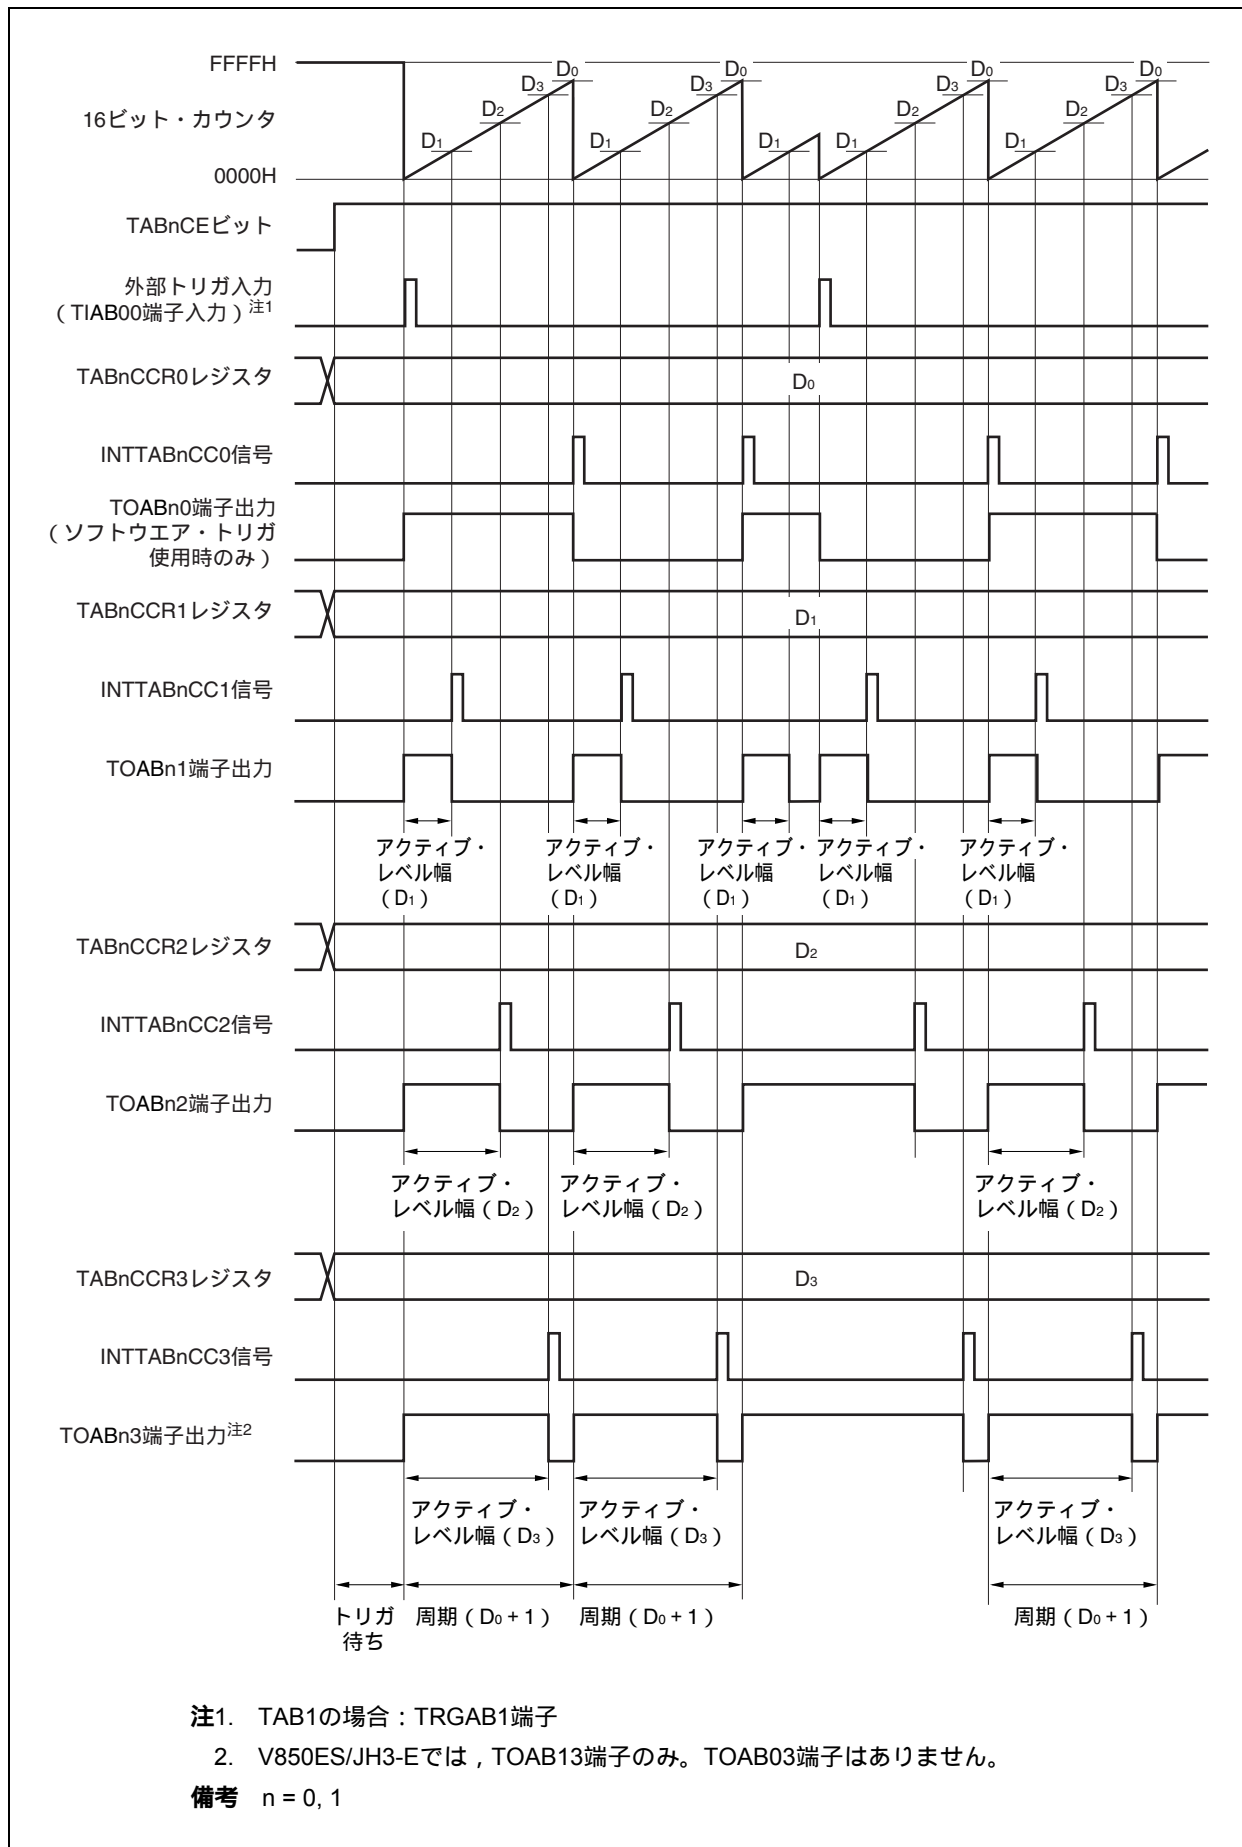 FFFFH
D0 D0 D0 D0
D3 D3 D3 D3
16ビット・カウンタ
D2 D2 D2 D2
D1 D1 D1 D1 D1
0000H
TABnCEビット
外部トリガ入力
（TIAB00端子入力）注1
TABnCCR0レジスタ
D0
INTTABnCC0信号
TOABn0端子出力
（ソフトウエア・トリガ
使用時のみ）
TABnCCR1レジスタ
D1
INTTABnCC1信号
TOABn1端子出力
アクティブ・ アクティブ・ アクティブ・ アクティブ・ アクティブ・
レベル幅 レベル幅 レベル幅 レベル幅 レベル幅
（D1） （D1） （D1） （D1） （D1）
TABnCCR2レジスタ
D2
INTTABnCC2信号
TOABn2端子出力
アクティブ・ アクティブ・ アクティブ・
レベル幅（D2） レベル幅（D2） レベル幅（D2）
TABnCCR3レジスタ
D3
INTTABnCC3信号
TOABn3端子出力注2
アクティブ・ アクティブ・ アクティブ・
レベル幅（D3） レベル幅（D3） レベル幅（D3）
トリガ 周期（D0 + 1） 周期（D0 + 1） 周期（D0 + 1）
待ち
注1. TAB1の場合：TRGAB1端子
2. V850ES/JH3-Eでは，TOAB13端子のみ。TOAB03端子はありません。
備考 n = 0, 1